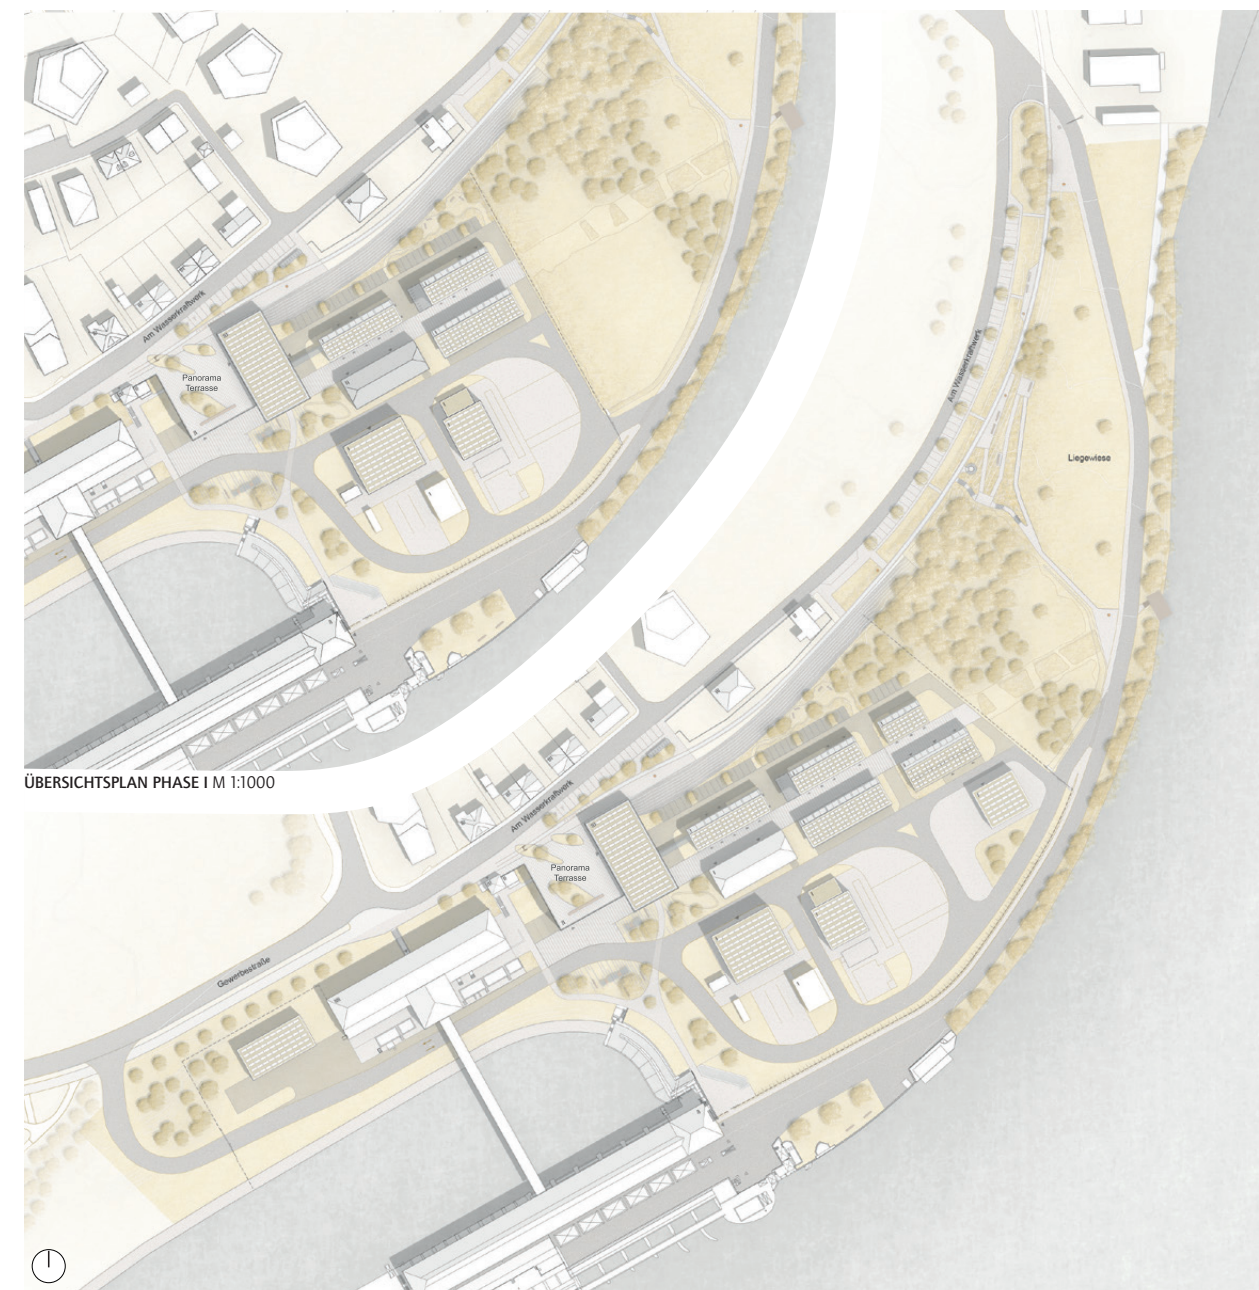 Am Wasserkraftwerk
Panorama
Terrasse
ÜBERSICHTSPLAN PHASE I M 1:1000
Am Wasserkraftwerk
Liegewiese
Am Wasserkraftwerk
Panorama
Terrasse
Gewerbestraße